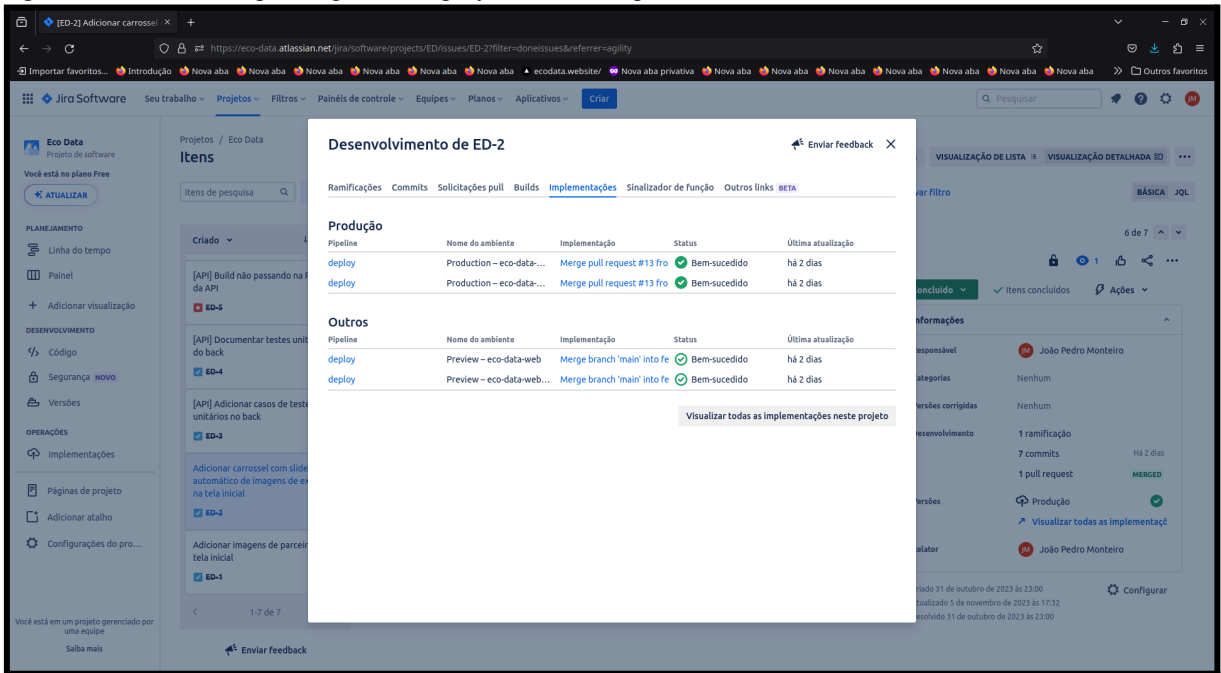 [ED-2] Adicionar carrossel
https://eco-data.atlassian.net/jira/software/projects/ED/issues/ED-2?filter=doneissues&referrer=agility
Importar favoritos... Introdução Nova aba Nova aba Nova aba Nova aba Nova aba Nova aba ecodata.website/ Nova aba privativa Nova aba Nova aba Nova aba Nova aba Nova aba Nova aba Nova aba Outros favoritos
Jira Software Seu trabalho Projetos Filtros Painéis de controle Equipes Planos Aplicativos Criar Pesquisar JM
Eco Data
Projeto de software
Você está no plano Free
ATUALIZAR
PLANEJAMENTO
Linha do tempo
Painel
Adicionar visualização
DESENVOLVIMENTO
Código
Segurança NOVO
Versões
OPERAÇÕES
Implementações
Páginas de projeto
Adicionar atalho
Configurações do pro...
Você está em um projeto gerenciado por
uma equipe
Saiba mais
Projetos / Eco Data
Itens
Itens de pesquisa
Criado
[API] Build não passando na
da API
ED-5
[API] Documentar testes unit
do back
ED-4
[API] Adicionar casos de teste
unitários no back
ED-3
Adicionar carrossel com slide
automático de imagens de ex
na tela inicial
ED-2
Adicionar imagens de parceir
tela inicial
ED-1
1-7 de 7
Enviar feedback
Desenvolvimento de ED-2
Enviar feedback
Ramificações Commits Solicitações pull Builds Implementações Sinalizador de função Outros links BETA
Produção
Pipeline Nome do ambiente Implementação Status Última atualização
deploy Production – eco-data-... Merge pull request #13 fro Bem-sucedido há 2 dias
deploy Production – eco-data-... Merge pull request #13 fro Bem-sucedido há 2 dias
Outros
Pipeline Nome do ambiente Implementação Status Última atualização
deploy Preview – eco-data-web Merge branch 'main' into fe Bem-sucedido há 2 dias
deploy Preview – eco-data-web... Merge branch 'main' into fe Bem-sucedido há 2 dias
Visualizar todas as implementações neste projeto
VISUALIZAÇÃO DE LISTA VISUALIZAÇÃO DETALHADA
var filtro BÁSICA JQL
6 de 7
1
oncluído Itens concluídos Ações
nformações
esponsável JM João Pedro Monteiro
ategorias Nenhum
ersões corrigidas Nenhum
esenvolvimento 1 ramificação
7 commits Há 2 dias
1 pull request MERGED
ersões Produção
Visualizar todas as implementaçõ
elator JM João Pedro Monteiro
riado 31 de outubro de 2023 às 23:00
tualizado 5 de novembro de 2023 às 17:32
esolvido 31 de outubro de 2023 às 23:00
Configurar